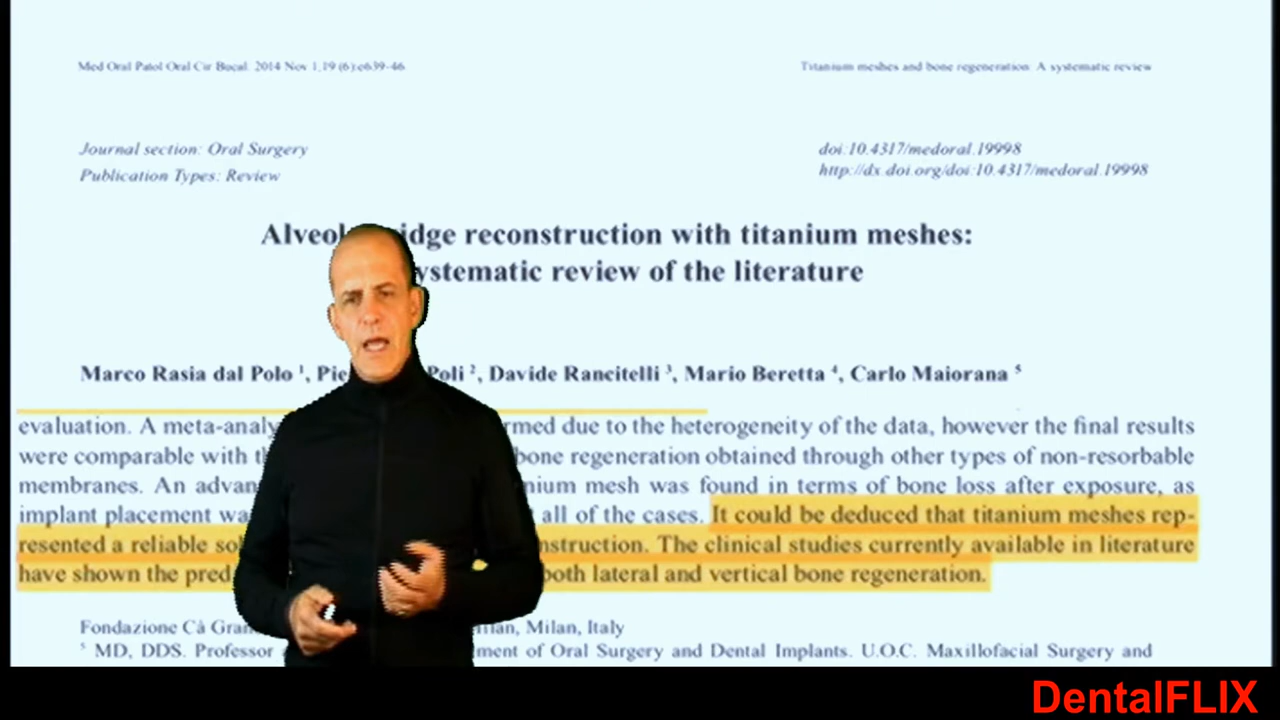 Med Oral Patol Oral Cir Bucal. 2014 Nov 1;19 (6):e639-46.
Titanium meshes and bone regeneration: A systematic review
Journal section: Oral Surgery
Publication Types: Review
doi:10.4317/medoral.19998
http://dx.doi.org/doi:10.4317/medoral.19998
idge reconstruction with titanium meshes:
ystematic review of the literature
Marco Rasia dal Polo ¹, Poli ², Davide Rancitelli ³, Mario Beretta ⁴, Carlo Maiorana ⁵
evaluation. A meta-analy rmed due to the heterogeneity of the data, however the final results
were comparable with bone regeneration obtained through other types of non-resorbable
membranes. An advan nium mesh was found in terms of bone loss after exposure, as
implant placement all of the cases. It could be deduced that titanium meshes rep-
resented a reliable nstruction. The clinical studies currently available in literature
have shown the pred both lateral and vertical bone regeneration.
Fondazione Cà Gran Milan, Italy
⁵ MD, DDS. Professor ment of Oral Surgery and Dental Implants. U.O.C. Maxillofacial Surgery and
DentalFLIX